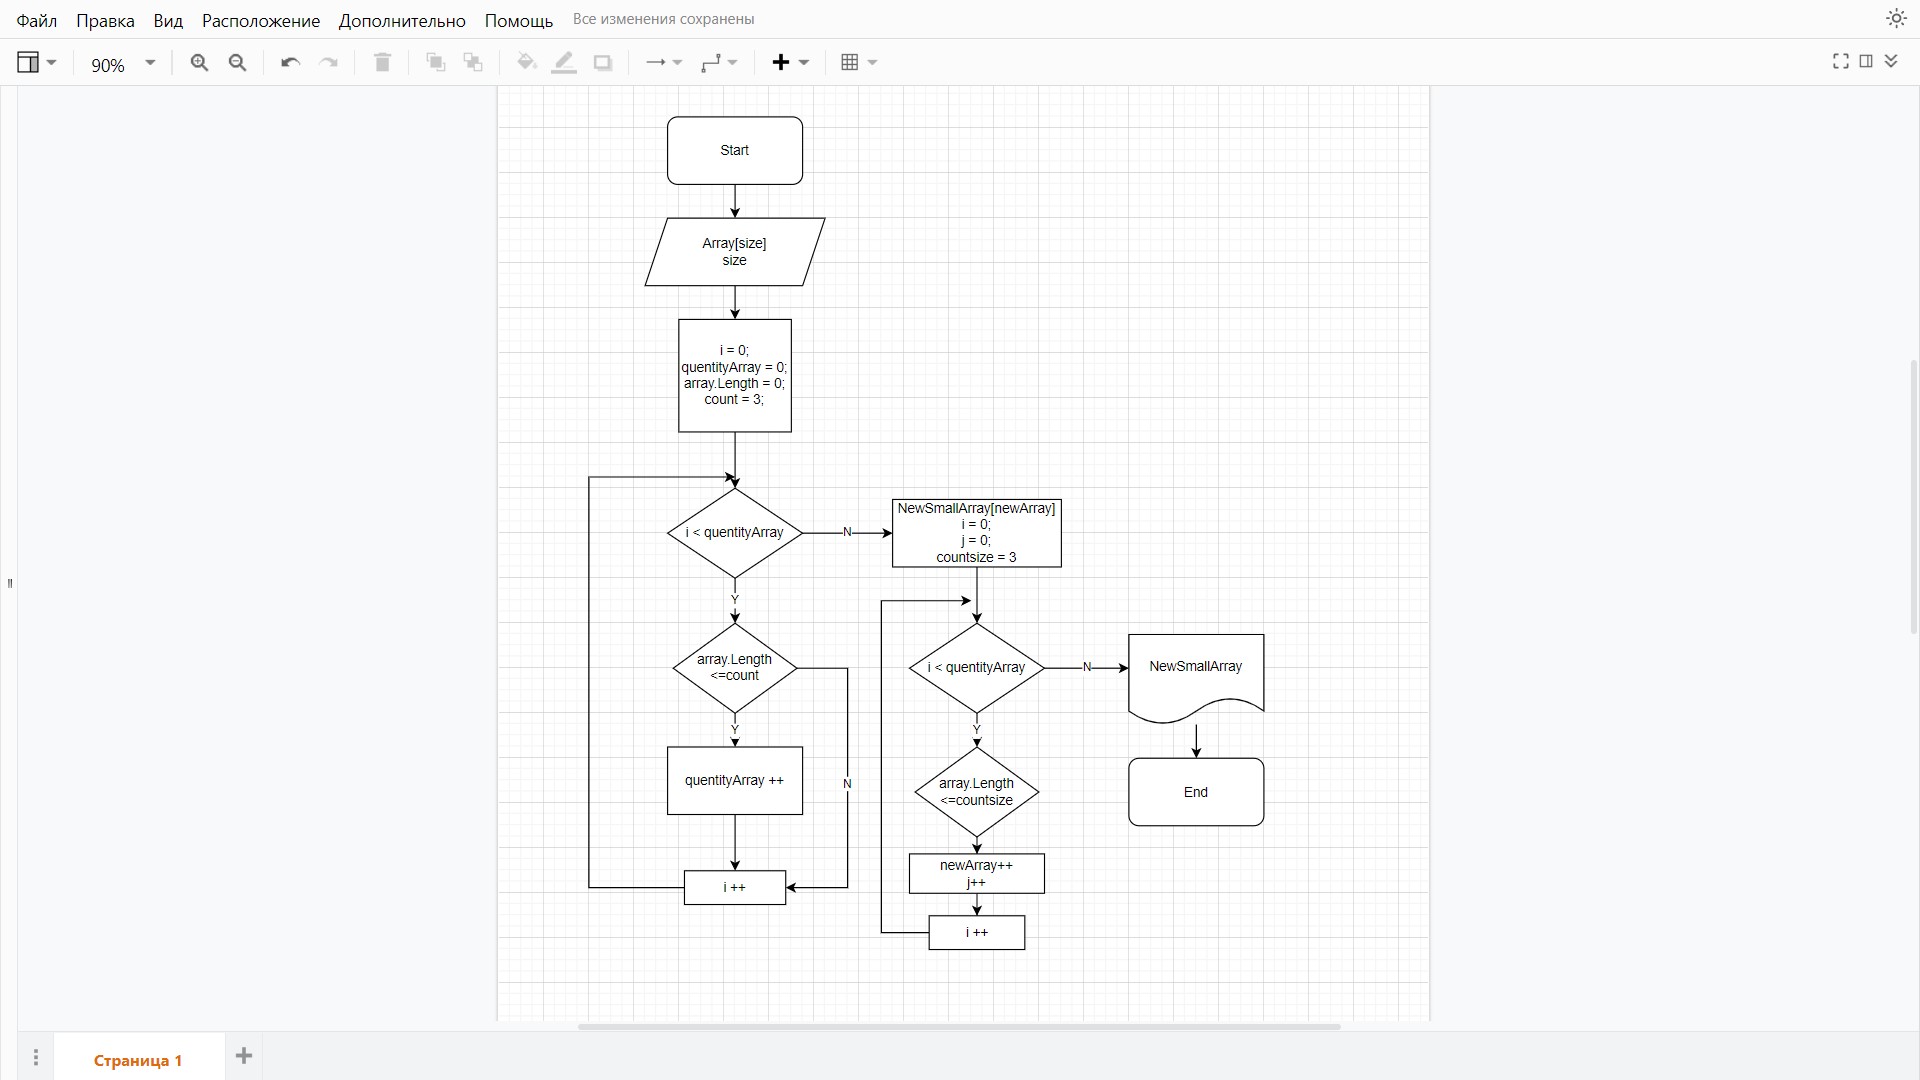 Файл Правка Вид Расположение Дополнительно Помощь Все изменения сохранены
90%
Start
Array[size]
size
i = 0;
quentityArray = 0;
array.Length = 0;
count = 3;
i < quentityArray
N
NewSmallArray[newArray]
i = 0;
j = 0;
countsize = 3
Y
array.Length
<=count
i < quentityArray
N
NewSmallArray
Y
Y
quentityArray ++
N
array.Length
<=countsize
End
newArray++
j++
i ++
i ++
Страница 1